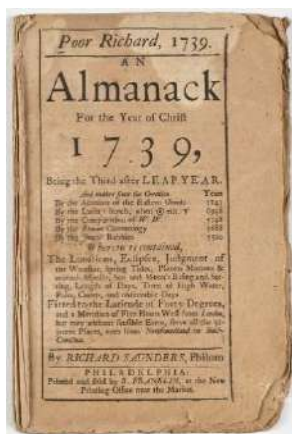 Poor Richard, 1739.
AN
Almanack
For the Year of Christ
1739,
Being the Third after LEAP YEAR.
And makes since the Creation Years
By the Account of the Eastern Greeks 7247
By the Latin Church, when ☉ ent. ♈ 6938
By the Computation of W.W. 5748
By the Roman Chronology 5688
By the Jewish Rabbies 5500
Wherein is contained,
The Lunations, Eclipses, Judgment of
the Weather, Spring Tides, Planets Motions &
mutual Aspects, Sun and Moon's Rising and Set-
ting, Length of Days, Time of High Water,
Fairs, Courts, and observable Days
Fitted to the Latitude of Forty Degrees,
and a Meridian of Five Hours West from London,
but may without sensible Error, serve all the ad-
jacent Places, even from Newfoundland to South-
Carolina.
By RICHARD SAUNDERS, Philom
PHILADELPHIA:
Printed and sold by B. FRANKLIN, at the New
Printing Office near the Market.